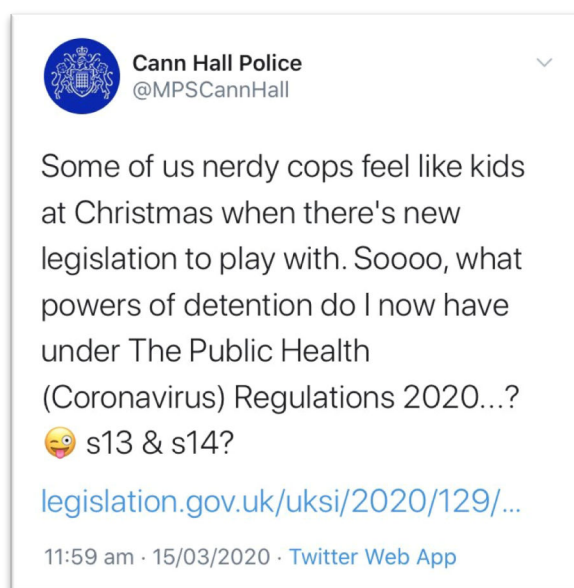 Cann Hall Police
@MPSCannHall
Some of us nerdy cops feel like kids
at Christmas when there's new
legislation to play with. Soooo, what
powers of detention do I now have
under The Public Health
(Coronavirus) Regulations 2020...?
😜 s13 & s14?
legislation.gov.uk/uksi/2020/129/...
11:59 am · 15/03/2020 · Twitter Web App